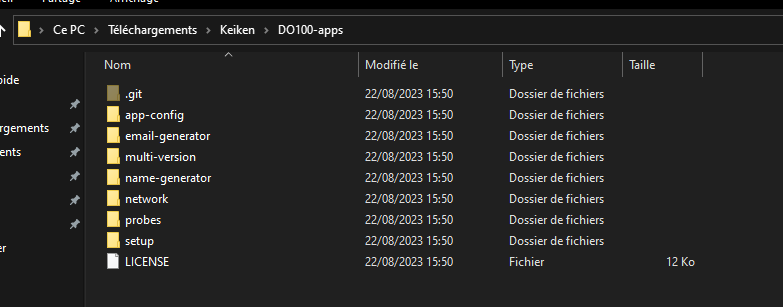 Affichage
Ce PC > Téléchargements > Keiken > DO100-apps
Nom Modifié le Type Taille
.git 22/08/2023 15:50 Dossier de fichiers
app-config 22/08/2023 15:50 Dossier de fichiers
email-generator 22/08/2023 15:50 Dossier de fichiers
multi-version 22/08/2023 15:50 Dossier de fichiers
name-generator 22/08/2023 15:50 Dossier de fichiers
network 22/08/2023 15:50 Dossier de fichiers
probes 22/08/2023 15:50 Dossier de fichiers
setup 22/08/2023 15:50 Dossier de fichiers
LICENSE 22/08/2023 15:50 Fichier 12 Ko
pide
rgements
ents
er